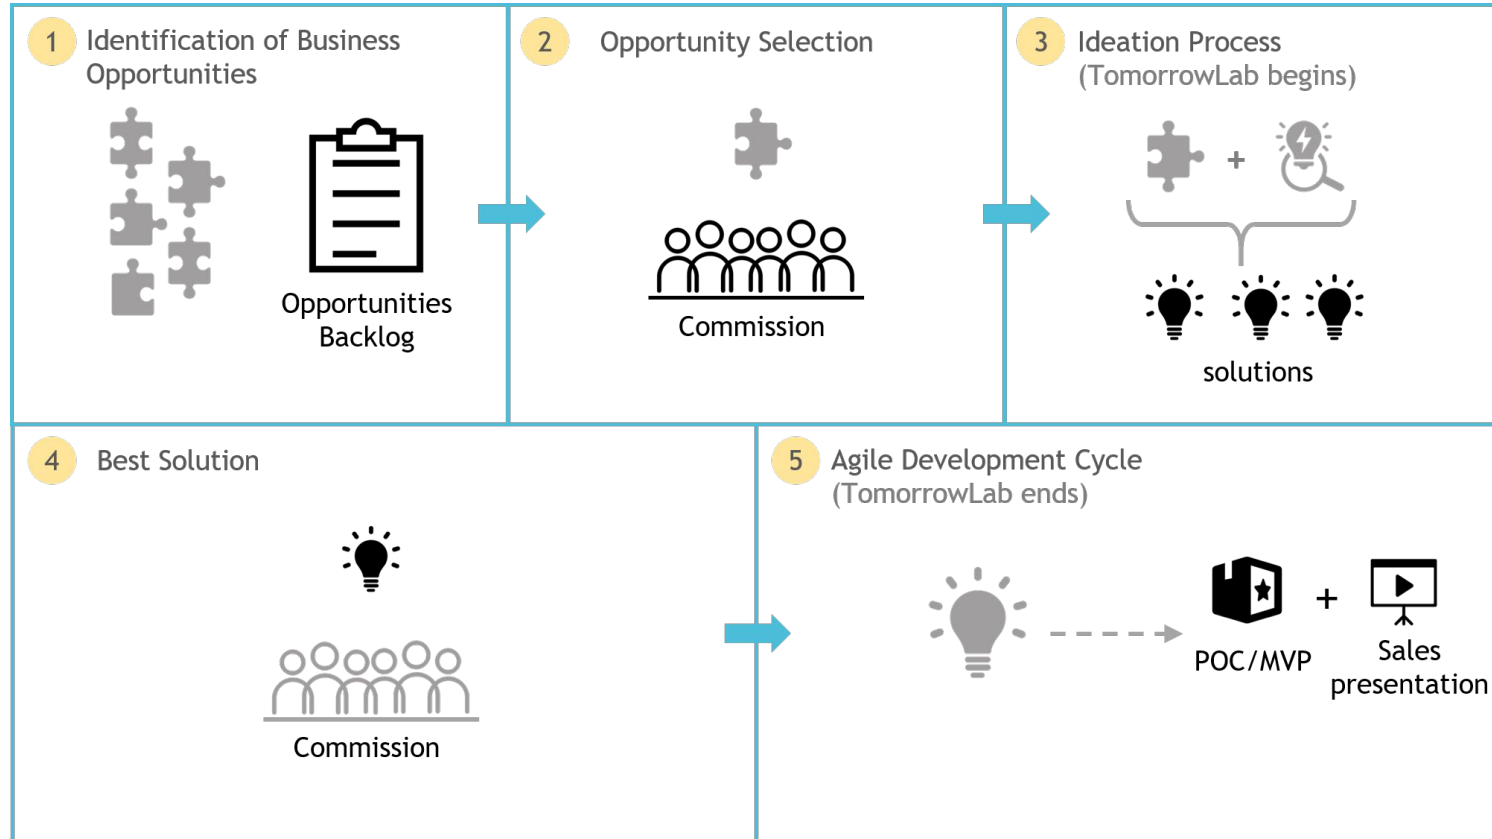 1
Identification of Business
Opportunities
Opportunities
Backlog
2
Opportunity Selection
Commission
3
Ideation Process
(TomorrowLab begins)
+
solutions
4
Best Solution
Commission
5
Agile Development Cycle
(TomorrowLab ends)
+
POC/MVP
Sales
presentation